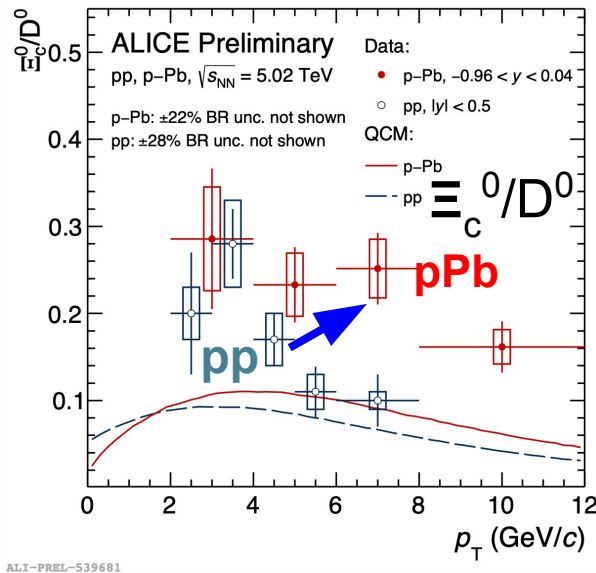 Ξc0/D0
0.5
0.4
0.3
0.2
0.1
ALICE Preliminary
pp, p−Pb, √sNN = 5.02 TeV
p−Pb: ±22% BR unc. not shown
pp: ±28% BR unc. not shown
Data:
p−Pb, −0.96 < y < 0.04
pp, |y| < 0.5
QCM:
p−Pb
pp
Ξc0/D0
pPb
pp
0 2 4 6 8 10 12
pT (GeV/c)
ALI−PREL−539681